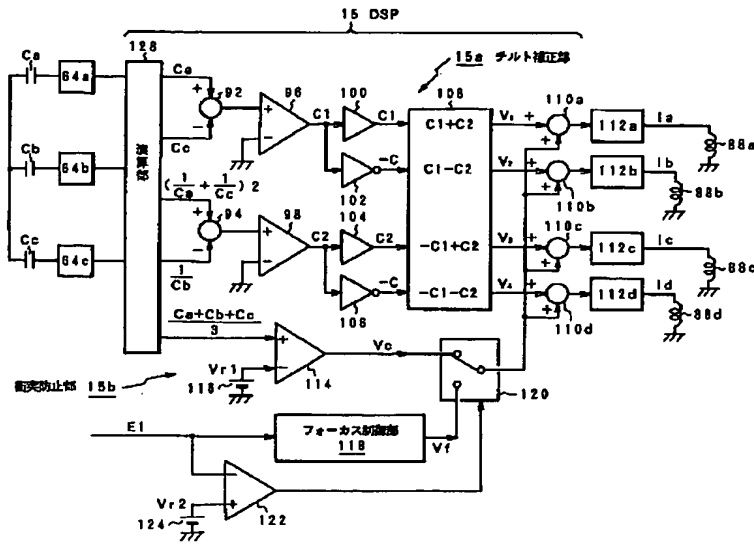 15 DSP
128
15a チルト補正部
Ca
64a
Ca
+
92
−
Cc
96
+
−
C1
100
C1
102
−C
108
C1+C2
C1−C2
−C1+C2
−C1−C2
V₁
+
110a
+
112a
Ia
88a
Cb
64b
V₂
+
110b
+
112b
Ib
88b
(1/Ca + 1/Cc) 2
+
94
−
1/Cb
98
+
−
C2
104
C2
106
−C
V₃
+
110c
+
112c
Ic
88c
Cc
64c
V₄
+
110d
+
112d
Id
88d
Ca+Cb+Cc
3
衝突防止部 15b
Vr1
116
+
−
114
Vc
120
E1
フォーカス制御部
118
Vf
Vr2
124
−
+
122